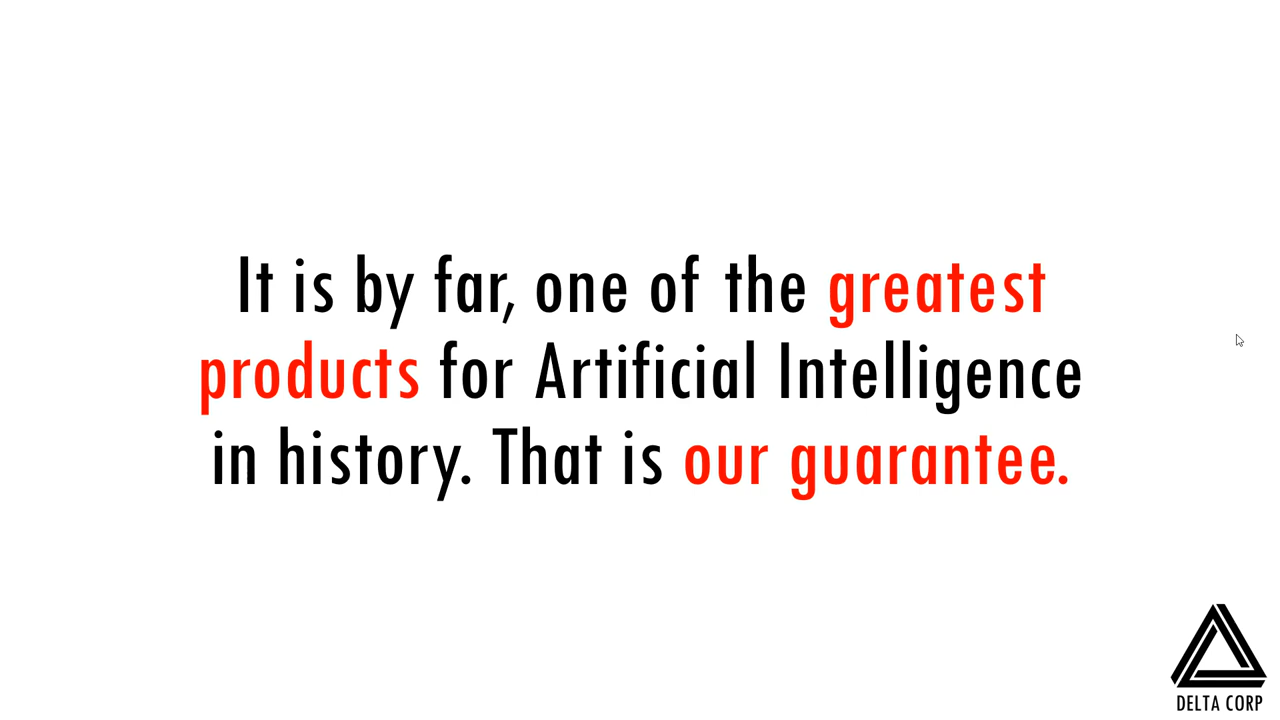 It is by far, one of the greatest
products for Artificial Intelligence
in history. That is our guarantee.
DELTA CORP